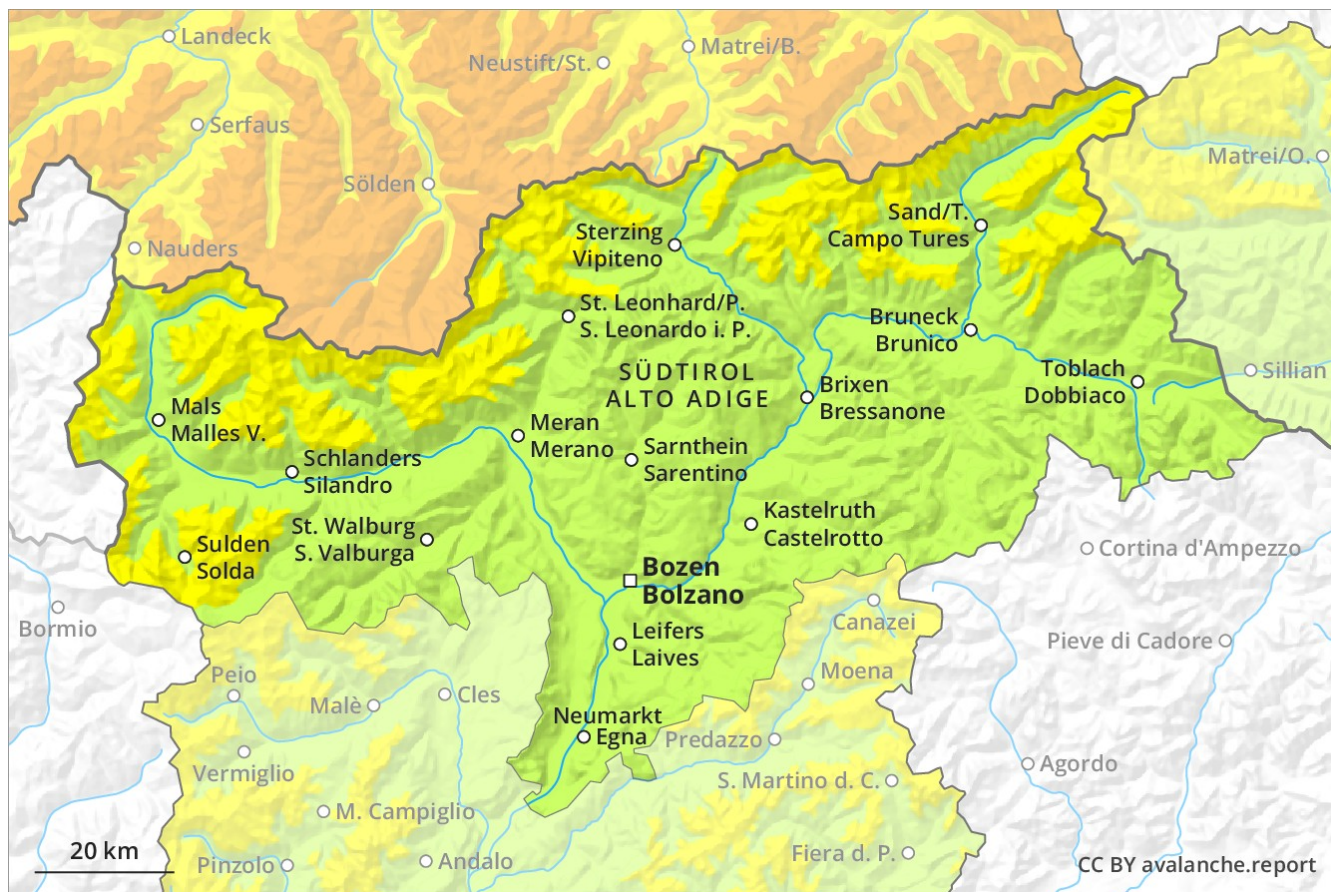 Landeck
Matrei/B.
Neustift/St.
Serfaus
Matrei/O.
Sölden
Sand/T.
Campo Tures
Sterzing
Vipiteno
Nauders
St. Leonhard/P.
S. Leonardo i. P.
Bruneck
Brunico
SÜDTIROL
ALTO ADIGE
Toblach
Dobbiaco
Sillian
Brixen
Bressanone
Mals
Malles V.
Meran
Merano
Sarnthein
Sarentino
Schlanders
Silandro
Kastelruth
Castelrotto
St. Walburg
S. Valburga
Sulden
Solda
Cortina d'Ampezzo
Bozen
Bolzano
Bormio
Canazei
Leifers
Laives
Pieve di Cadore
Peio
Moena
Malè
Cles
Neumarkt
Egna
Predazzo
Vermiglio
Agordo
S. Martino d. C.
M. Campiglio
20 km
Pinzolo
Andalo
Fiera d. P.
CC BY avalanche.report